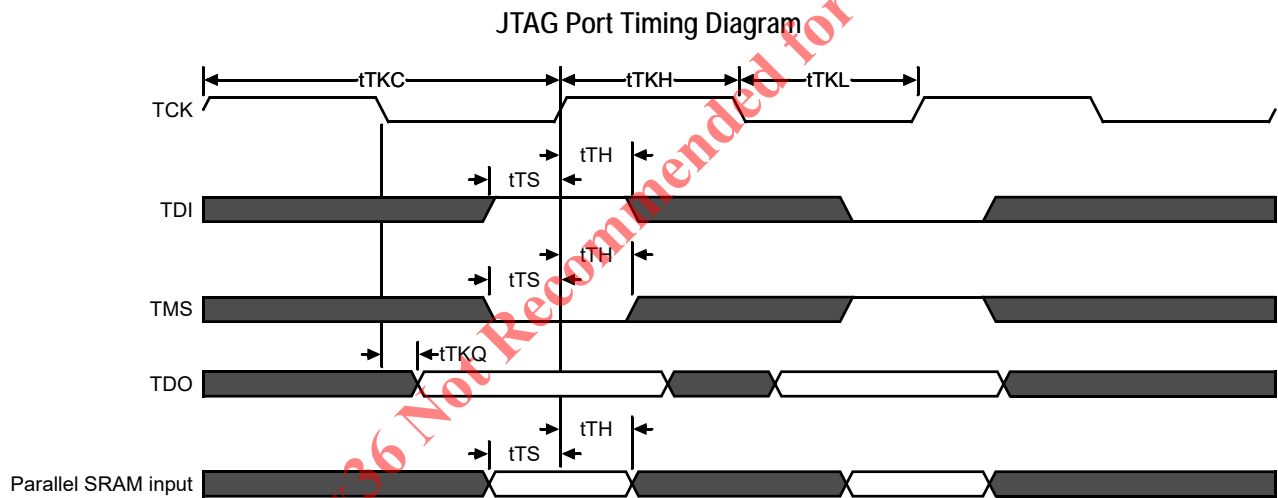 JTAG Port Timing Diagram
tTKC
tTKH
tTKL
TCK
tTH
tTS
TDI
tTH
tTS
TMS
tTKQ
TDO
tTH
tTS
Parallel SRAM input
x36 Not Recommended for